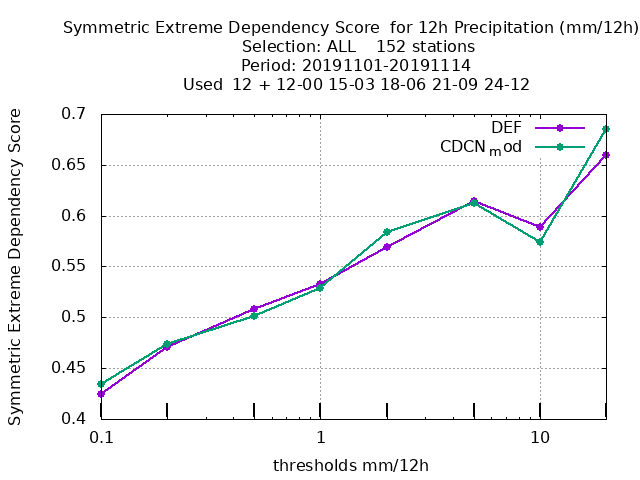 Symmetric Extreme Dependency Score  for 12h Precipitation (mm/12h)
Selection: ALL    152 stations
Period: 20191101-20191114
Used  12 + 12-00 15-03 18-06 21-09 24-12
Symmetric Extreme Dependency Score
0.7
0.65
0.6
0.55
0.5
0.45
0.4
DEF
CDCNmod
0.1
1
10
thresholds mm/12h